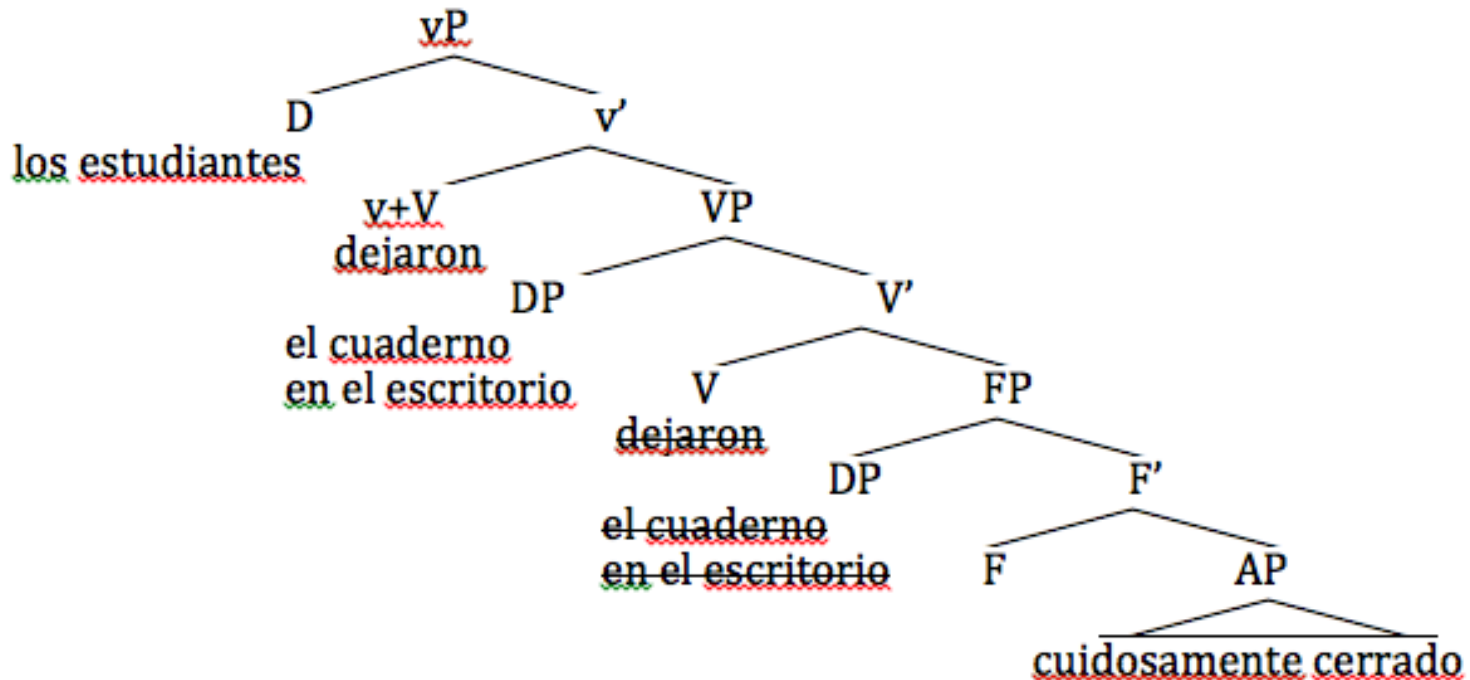 vP
D v’
los estudiantes
v+V VP
dejaron
DP V’
el cuaderno
en el escritorio
V FP
dejaron
DP F’
el cuaderno
en el escritorio
F AP
cuidosamente cerrado